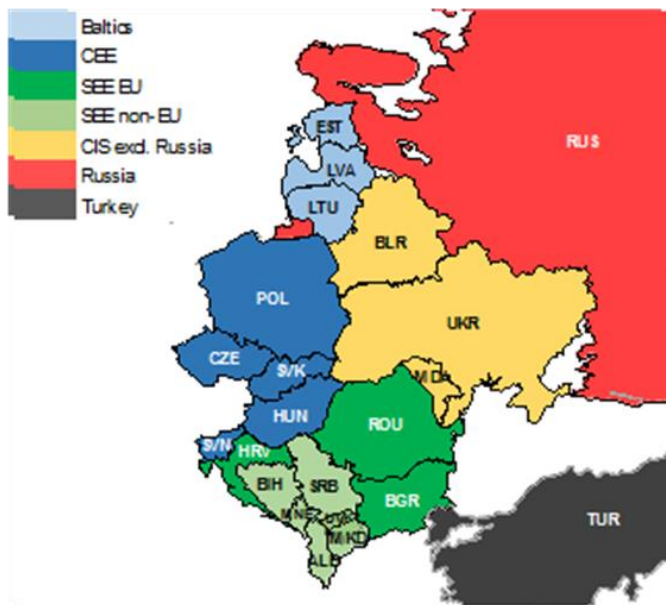 Baltics
CEE
SEE EU
SEE non-EU
CIS excl. Russia
Russia
Turkey
EST
RUS
LVA
LTU
BLR
POL
UKR
CZE
SVK
MDA
HUN
ROU
SVN
HRV
BIH
SRB
BGR
MNE
UVK
MKD
TUR
ALB